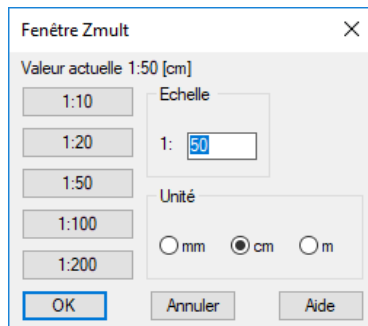 Fenêtre Zmult
Valeur actuelle 1:50 [cm]
1:10
1:20
1:50
1:100
1:200
Echelle
1: 50
Unité
mm cm m
OK Annuler Aide